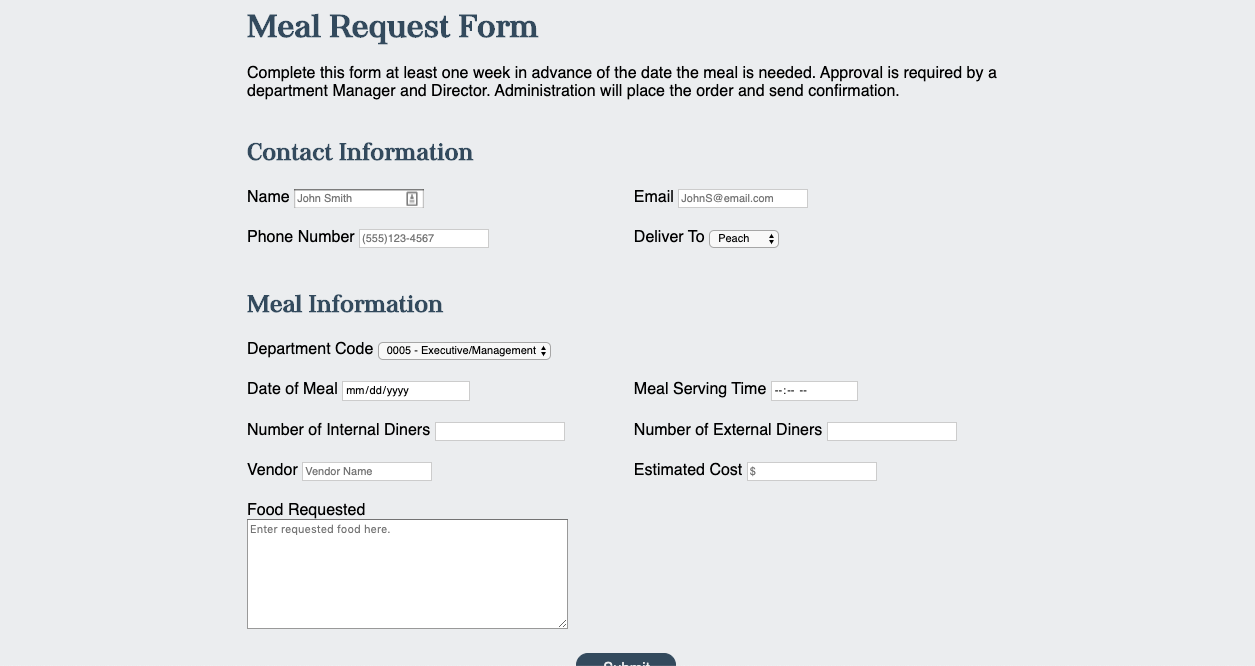 Meal Request Form
Complete this form at least one week in advance of the date the meal is needed. Approval is required by a
department Manager and Director. Administration will place the order and send confirmation.
Contact Information
Name John Smith
Email JohnS@email.com
Phone Number (555)123-4567
Deliver To Peach
Meal Information
Department Code 0005 - Executive/Management
Date of Meal mm/dd/yyyy
Meal Serving Time --:-- --
Number of Internal Diners
Number of External Diners
Vendor Vendor Name
Estimated Cost $
Food Requested
Enter requested food here.
Submit